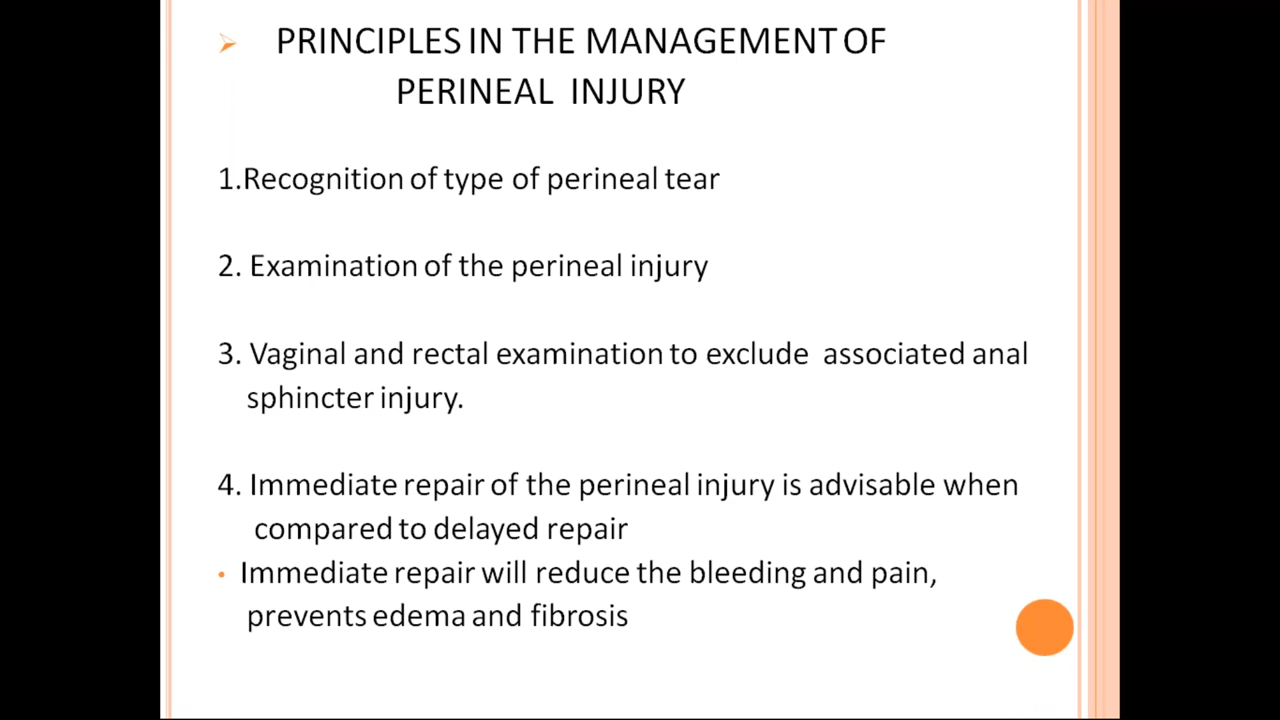 PRINCIPLES IN THE MANAGEMENT OF
PERINEAL INJURY
1.Recognition of type of perineal tear
2. Examination of the perineal injury
3. Vaginal and rectal examination to exclude associated anal
sphincter injury.
4. Immediate repair of the perineal injury is advisable when
compared to delayed repair
• Immediate repair will reduce the bleeding and pain,
prevents edema and fibrosis